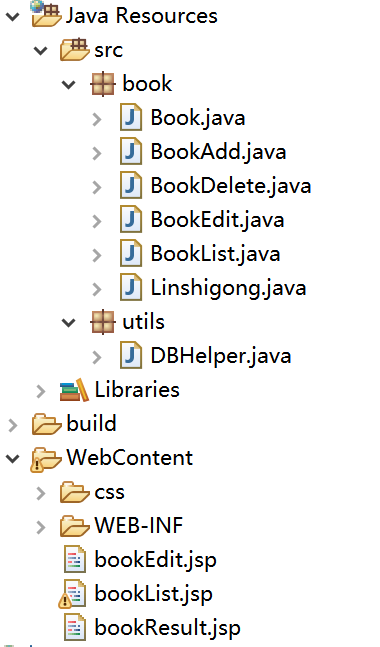 Java Resources
src
book
Book.java
BookAdd.java
BookDelete.java
BookEdit.java
BookList.java
Linshigong.java
utils
DBHelper.java
Libraries
build
WebContent
css
WEB-INF
bookEdit.jsp
bookList.jsp
bookResult.jsp